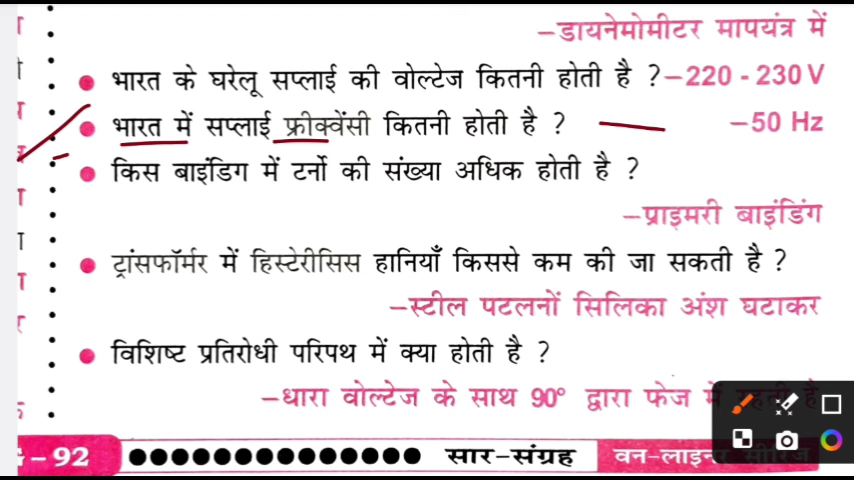 –डायनेमोमीटर मापयंत्र में
● भारत के घरेलू सप्लाई की वोल्टेज कितनी होती है ? –220 - 230 V
● भारत में सप्लाई फ्रीक्वेंसी कितनी होती है ? –50 Hz
● किस बाइंडिग में टर्नो की संख्या अधिक होती है ?
–प्राइमरी बाइंडिंग
● ट्रांसफॉर्मर में हिस्टेरीसिस हानियाँ किससे कम की जा सकती है ?
–स्टील पटलनों सिलिका अंश घटाकर
● विशिष्ट प्रतिरोधी परिपथ में क्या होती है ?
–धारा वोल्टेज के साथ 90° द्वारा फेज में रहती है
–92 सार-संग्रह वन-लाइनर सीरिज